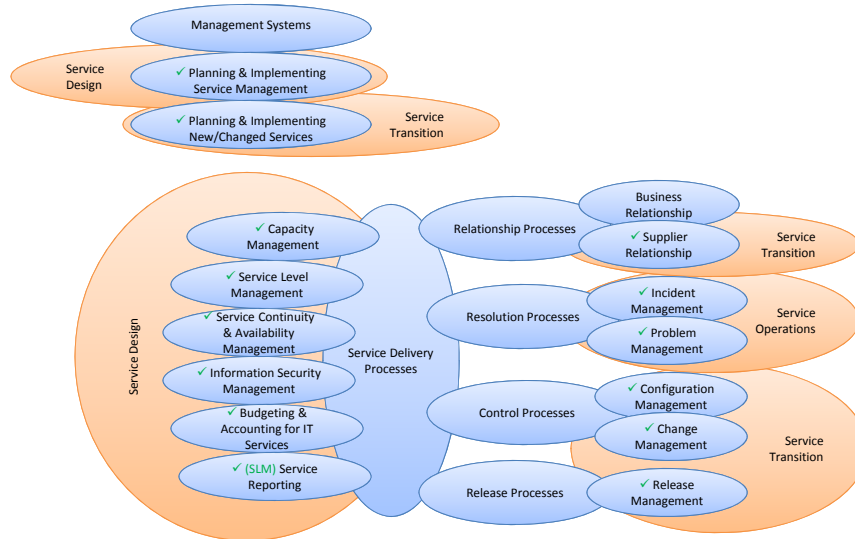 Management Systems
Service
Design
✓ Planning & Implementing
Service Management
✓ Planning & Implementing
New/Changed Services
Service
Transition
Service Design
✓ Capacity
Management
✓ Service Level
Management
✓ Service Continuity
& Availability
Management
✓ Information Security
Management
✓ Budgeting &
Accounting for IT
Services
✓ (SLM) Service
Reporting
Service Delivery
Processes
Relationship Processes
Business
Relationship
✓ Supplier
Relationship
Service
Transition
Resolution Processes
✓ Incident
Management
✓ Problem
Management
Service
Operations
Control Processes
✓ Configuration
Management
✓ Change
Management
Service
Transition
Release Processes
✓ Release
Management